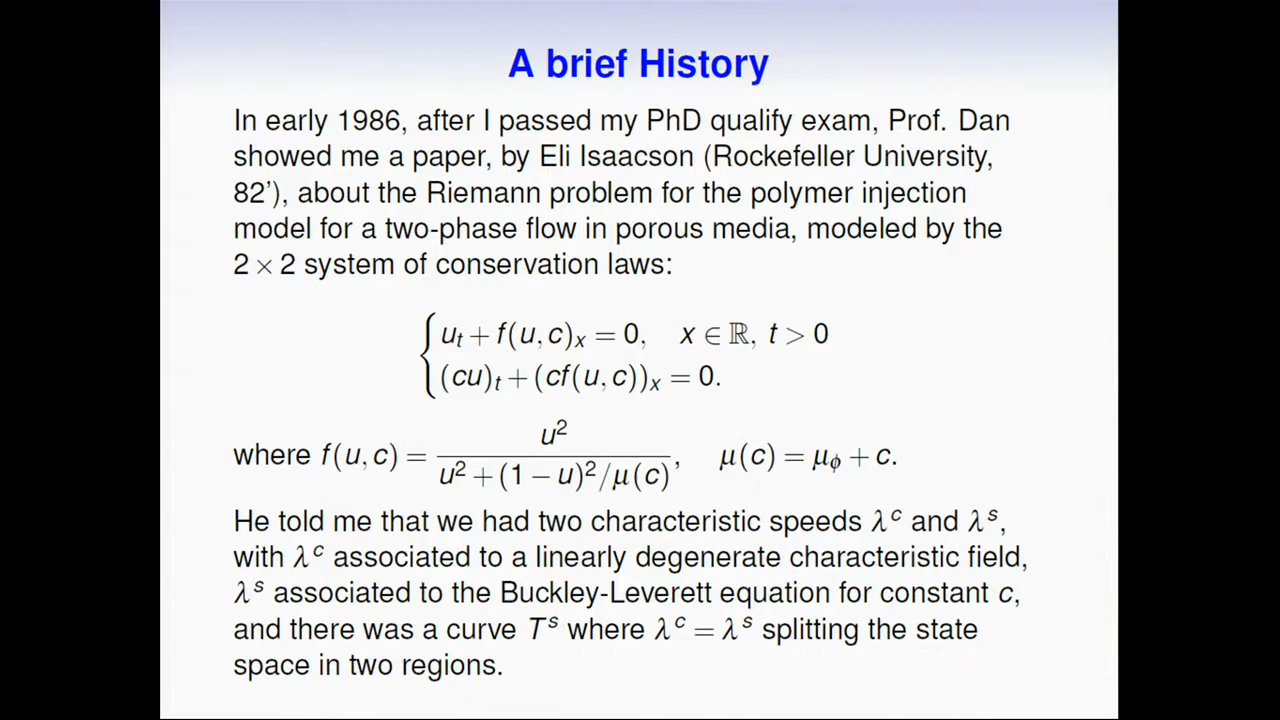 A brief History
In early 1986, after I passed my PhD qualify exam, Prof. Dan
showed me a paper, by Eli Isaacson (Rockefeller University,
82'), about the Riemann problem for the polymer injection
model for a two-phase flow in porous media, modeled by the
2 × 2 system of conservation laws:
{ u_t + f(u, c)_x = 0, x ∈ ℝ, t > 0
(cu)_t + (cf(u, c))_x = 0.
where f(u, c) = u² / (u² + (1 − u)²/μ(c)), μ(c) = μ_ϕ + c.
He told me that we had two characteristic speeds λ^c and λ^s,
with λ^c associated to a linearly degenerate characteristic field,
λ^s associated to the Buckley-Leverett equation for constant c,
and there was a curve T^s where λ^c = λ^s splitting the state
space in two regions.